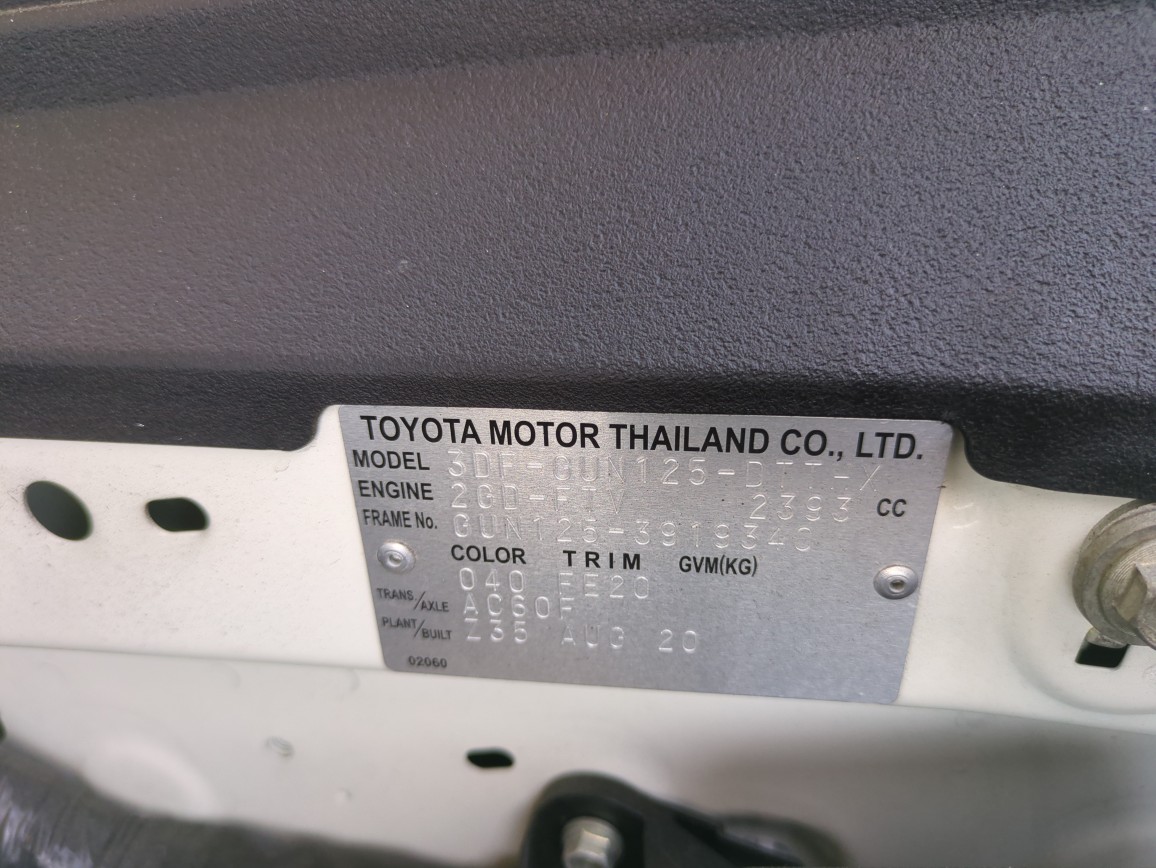 TOYOTA MOTOR THAILAND CO., LTD.
MODEL 3DF-GUN125-DTT-Y
ENGINE 2GD-FTV 2393 CC
FRAME No. GUN125-3919340
COLOR TRIM GVM(KG)
040 FE20
TRANS./AXLE AC60F
PLANT/BUILT Z35 AUG 20
02060